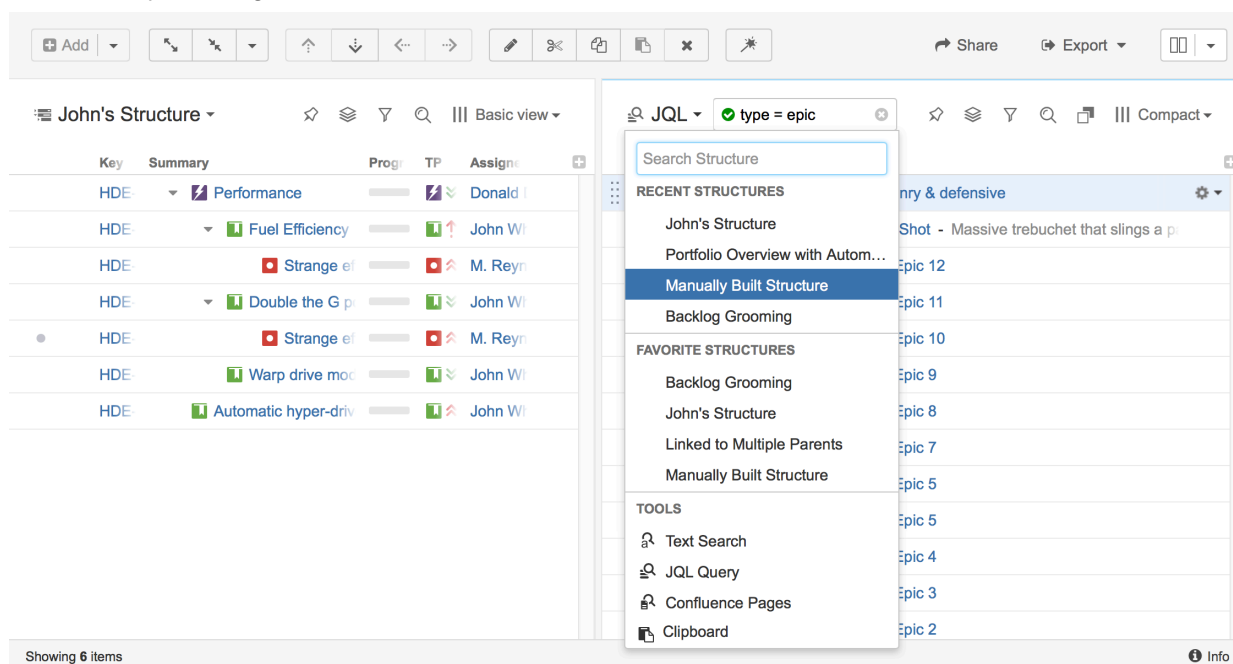 Add
Share
Export
John's Structure
Basic view
Key Summary Progr TP Assigne
HDE- Performance Donald
HDE- Fuel Efficiency John Wh
HDE- Strange ef M. Reyn
HDE- Double the G p John Wh
HDE- Strange ef M. Reyn
HDE- Warp drive mod John Wh
HDE- Automatic hyper-driv John Wh
JQL
type = epic
Compact
Search Structure
RECENT STRUCTURES
John's Structure
Portfolio Overview with Autom...
Manually Built Structure
Backlog Grooming
FAVORITE STRUCTURES
Backlog Grooming
John's Structure
Linked to Multiple Parents
Manually Built Structure
TOOLS
Text Search
JQL Query
Confluence Pages
Clipboard
nry & defensive
Shot - Massive trebuchet that slings a p
Epic 12
Epic 11
Epic 10
Epic 9
Epic 8
Epic 7
Epic 5
Epic 5
Epic 4
Epic 3
Epic 2
Showing 6 items
Info